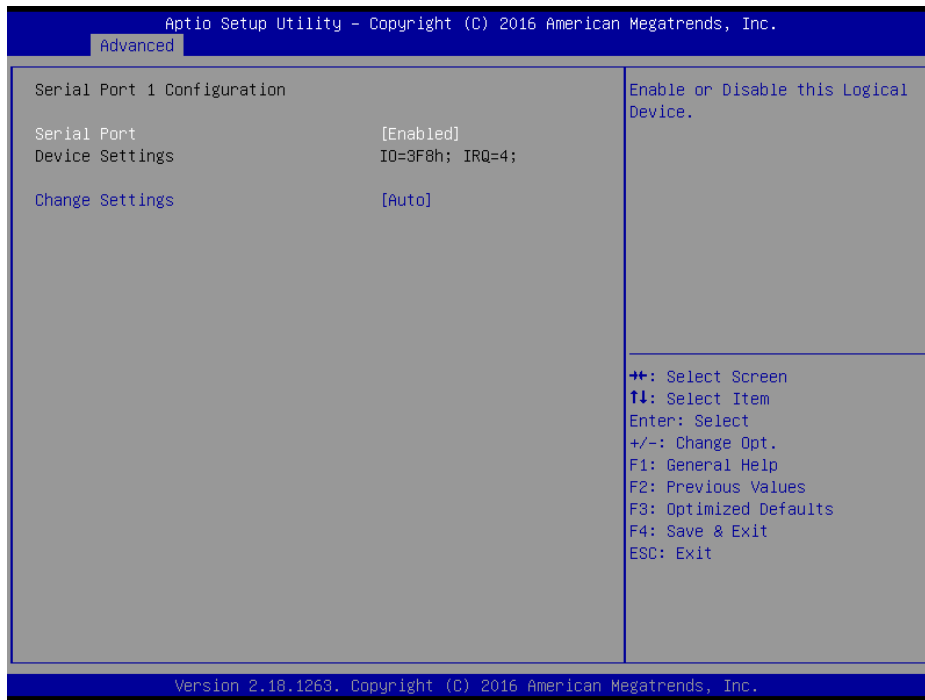 Aptio Setup Utility – Copyright (C) 2016 American Megatrends, Inc.
Advanced
Serial Port 1 Configuration
Serial Port [Enabled]
Device Settings IO=3F8h; IRQ=4;
Change Settings [Auto]
Enable or Disable this Logical
Device.
→←: Select Screen
↑↓: Select Item
Enter: Select
+/-: Change Opt.
F1: General Help
F2: Previous Values
F3: Optimized Defaults
F4: Save & Exit
ESC: Exit
Version 2.18.1263. Copyright (C) 2016 American Megatrends, Inc.